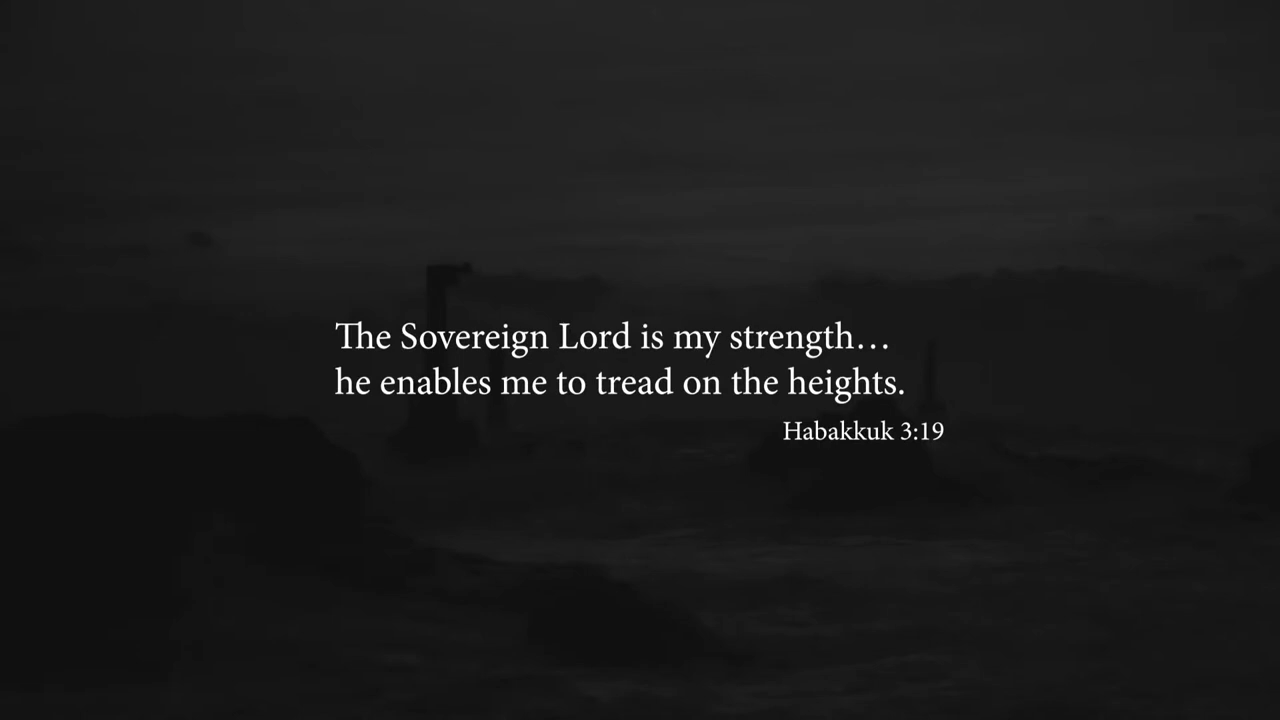 The Sovereign Lord is my strength…
he enables me to tread on the heights.
Habakkuk 3:19